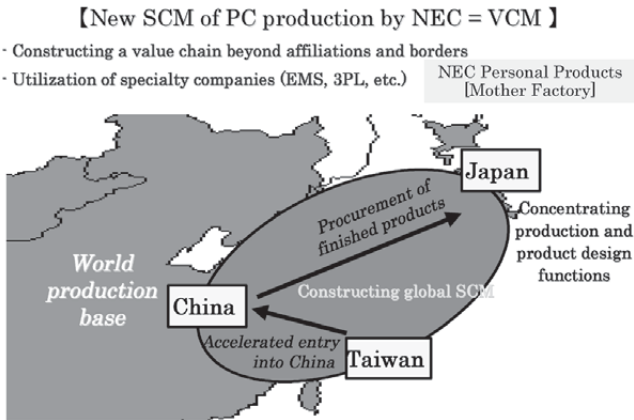 【New SCM of PC production by NEC = VCM 】
- Constructing a value chain beyond affiliations and borders
- Utilization of specialty companies (EMS, 3PL, etc.)
NEC Personal Products
[Mother Factory]
Japan
Procurement of
finished products
Concentrating
production and
product design
functions
World
production
base
Constructing global SCM
China
Accelerated entry
into China
Taiwan